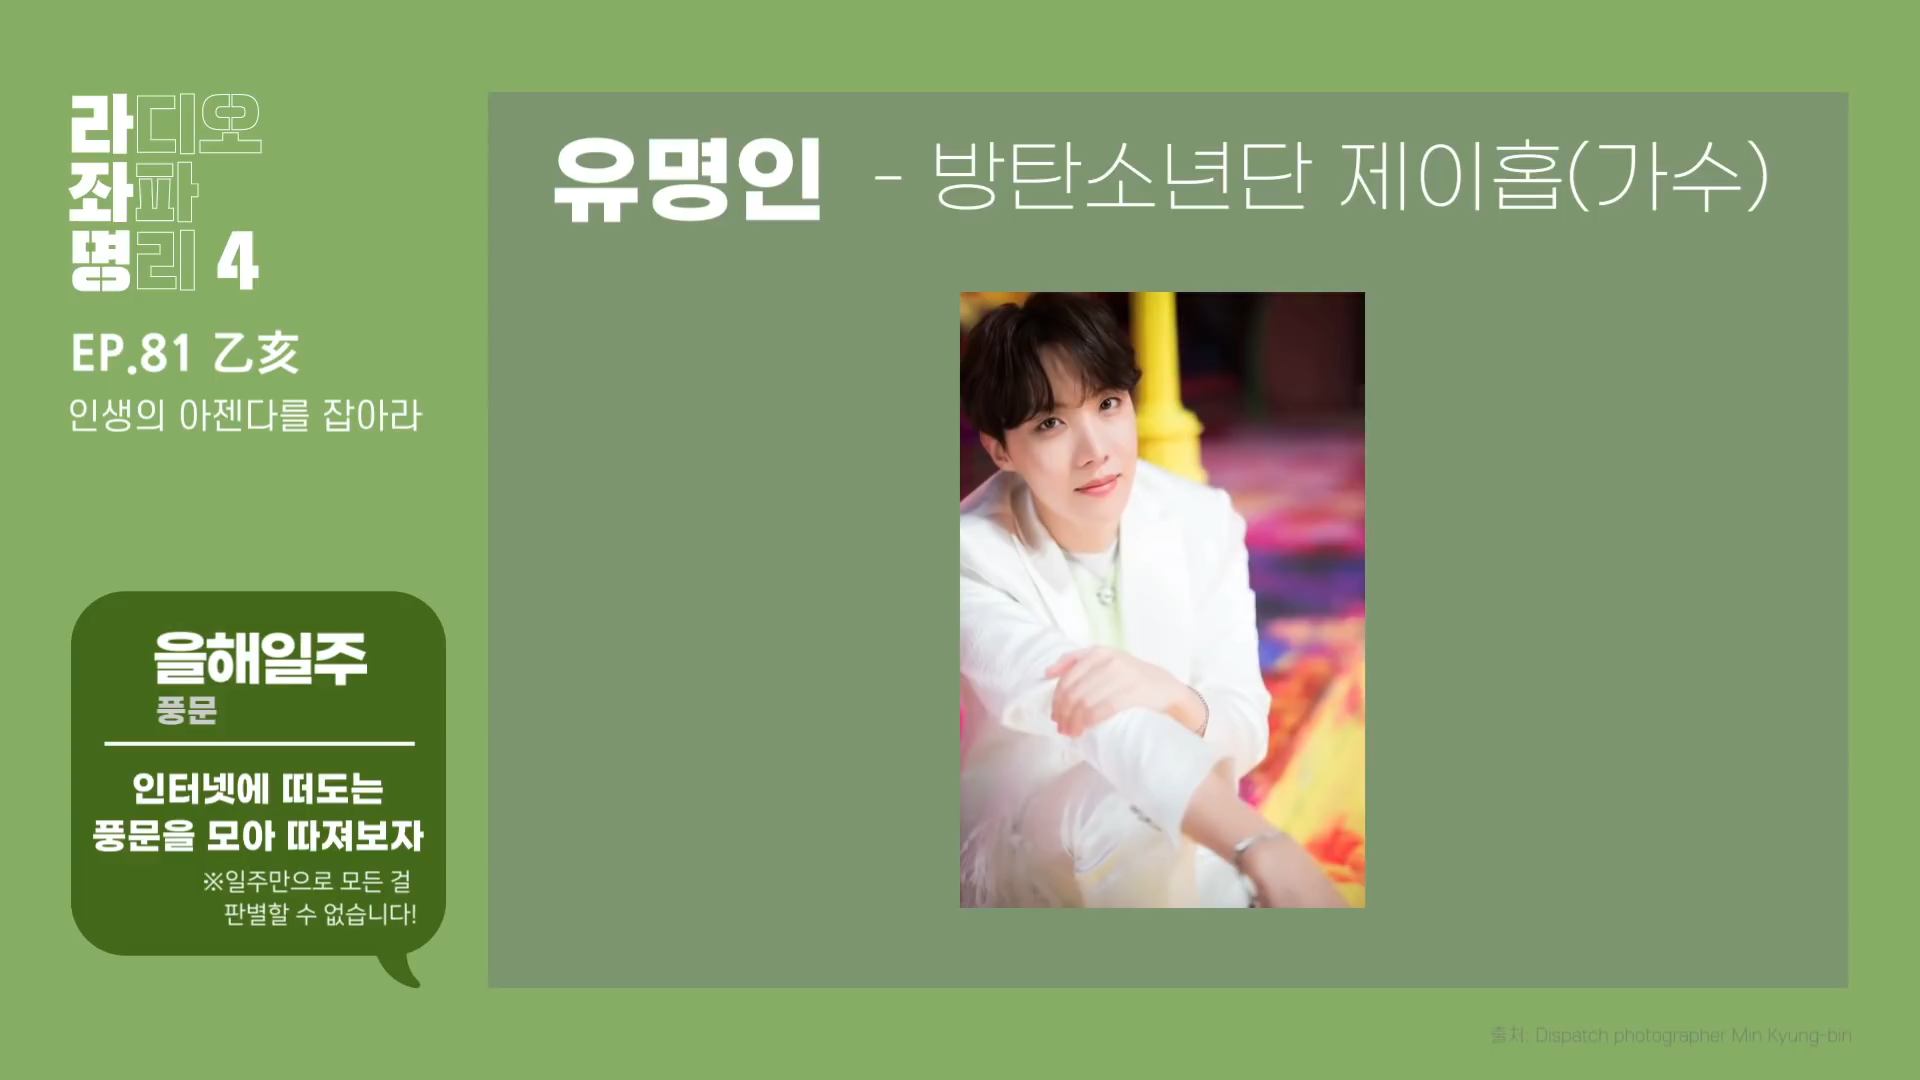 라디오
좌파
명리 4
EP.81 乙亥
인생의 아젠다를 잡아라
유명인 - 방탄소년단 제이홉(가수)
을해일주
풍문
인터넷에 떠도는
풍문을 모아 따져보자
※일주만으로 모든 걸
판별할 수 없습니다!
출처: Dispatch photographer Min Kyung-bin